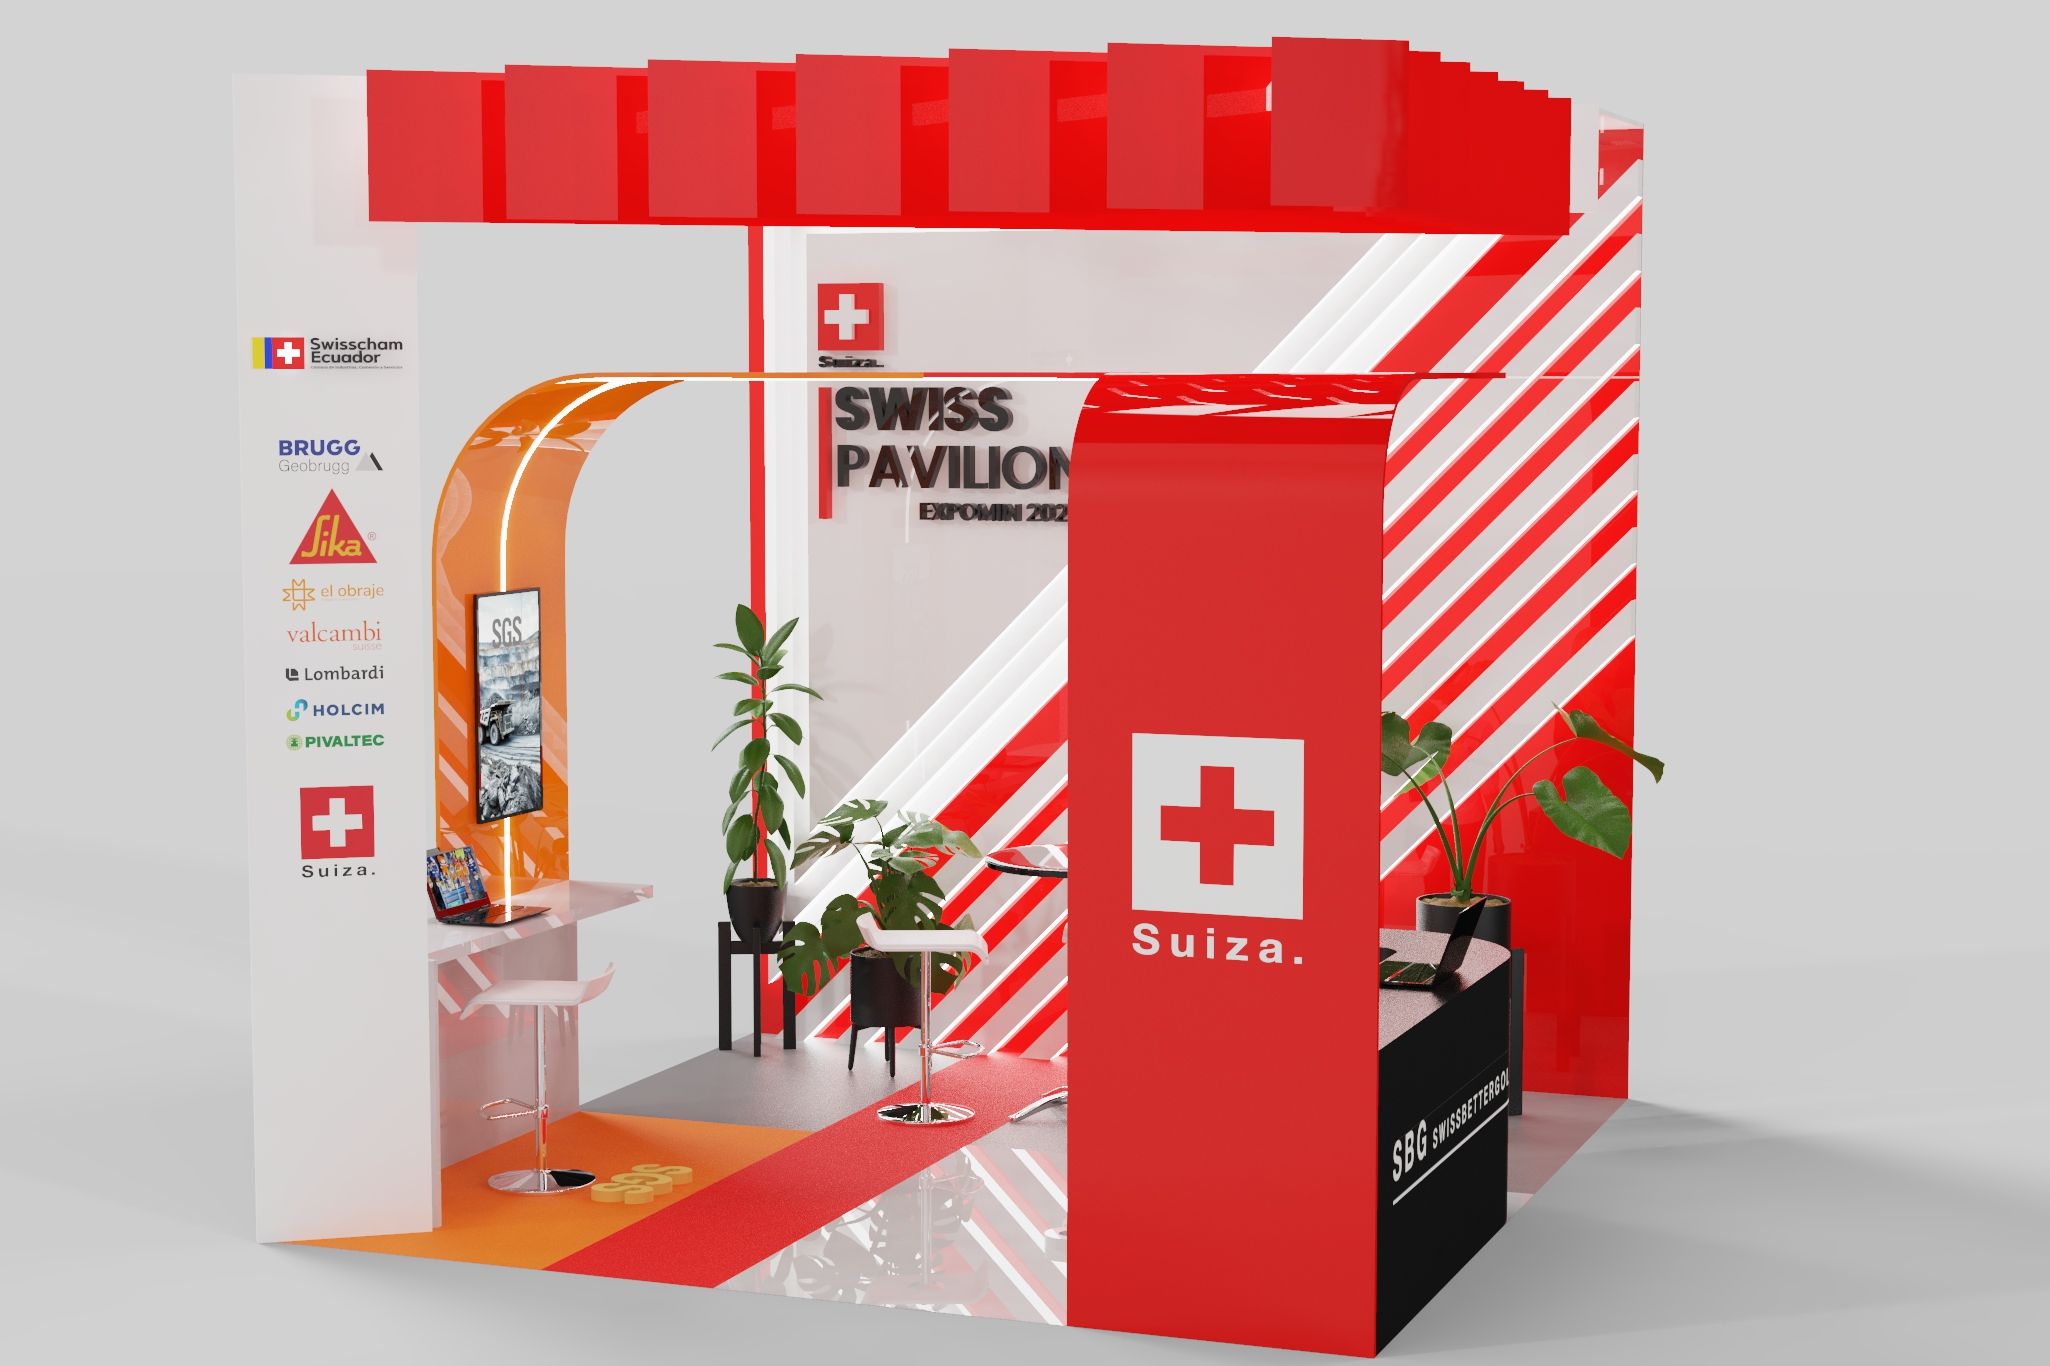 Swisscham
Ecuador
BRUGG
Geobrugg
Sika®
el obraje
valcambi
suisse
Lombardi
HOLCIM
PIVALTEC
Suiza.
SGS
SGS
Suiza.
SWISS
PAVILION
EXPOMIN 202
Suiza.
SBG SWISSBETTERGOL